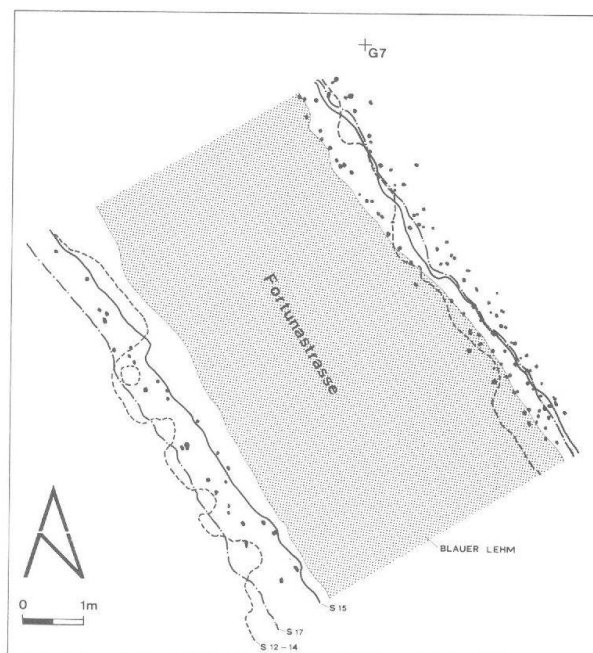 G7
Fortunastrasse
BLAUER LEHM
0 1m
S 15
S 17
S 12 – 14